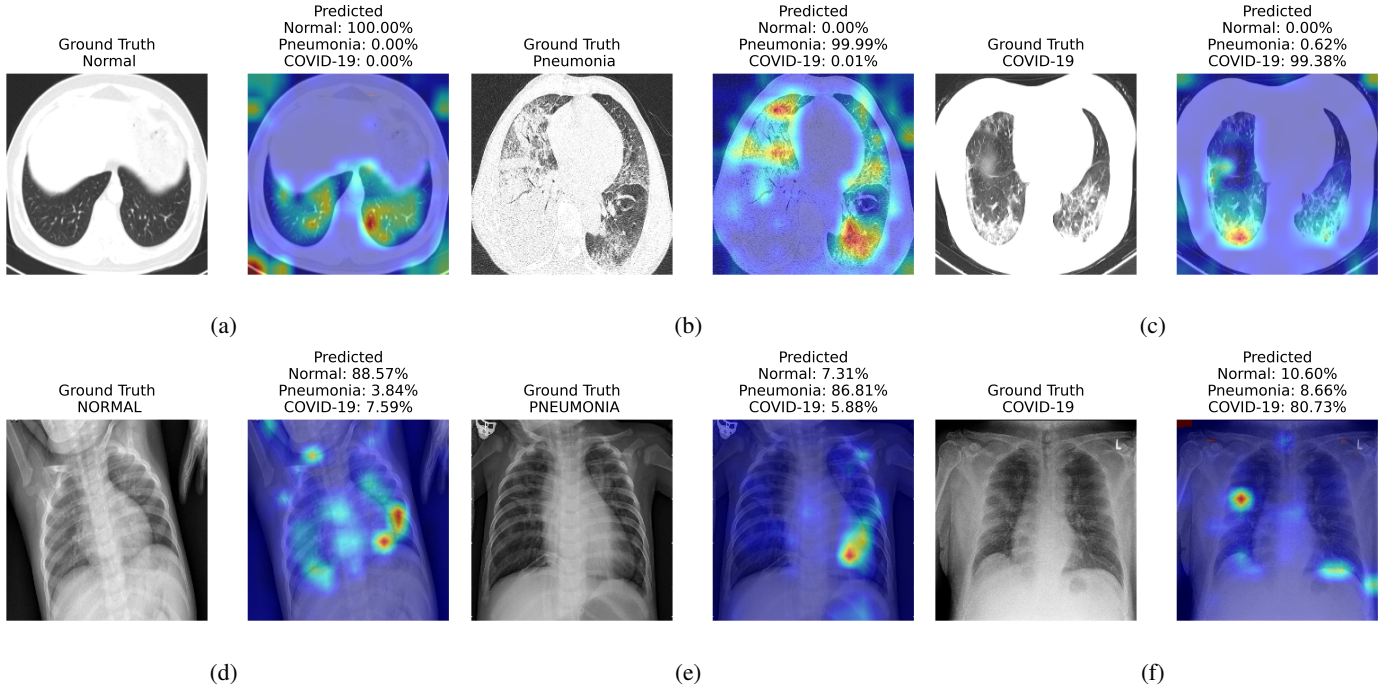 Ground Truth
Normal
Predicted
Normal: 100.00%
Pneumonia: 0.00%
COVID-19: 0.00%
Ground Truth
Pneumonia
Predicted
Normal: 0.00%
Pneumonia: 99.99%
COVID-19: 0.01%
Ground Truth
COVID-19
Predicted
Normal: 0.00%
Pneumonia: 0.62%
COVID-19: 99.38%
(a)
(b)
(c)
Ground Truth
NORMAL
Predicted
Normal: 88.57%
Pneumonia: 3.84%
COVID-19: 7.59%
Ground Truth
PNEUMONIA
Predicted
Normal: 7.31%
Pneumonia: 86.81%
COVID-19: 5.88%
Ground Truth
COVID-19
L
Predicted
Normal: 10.60%
Pneumonia: 8.66%
COVID-19: 80.73%
L
(d)
(e)
(f)